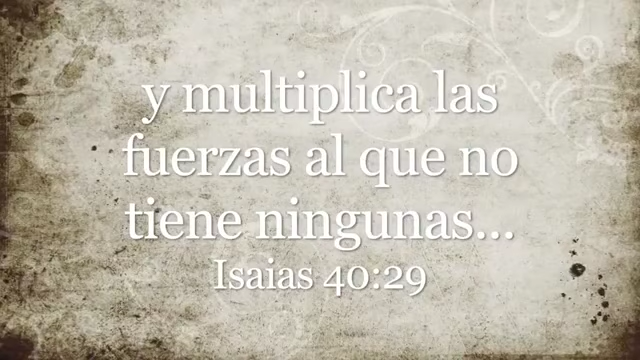 y multiplica las
fuerzas al que no
tiene ningunas...
Isaias 40:29